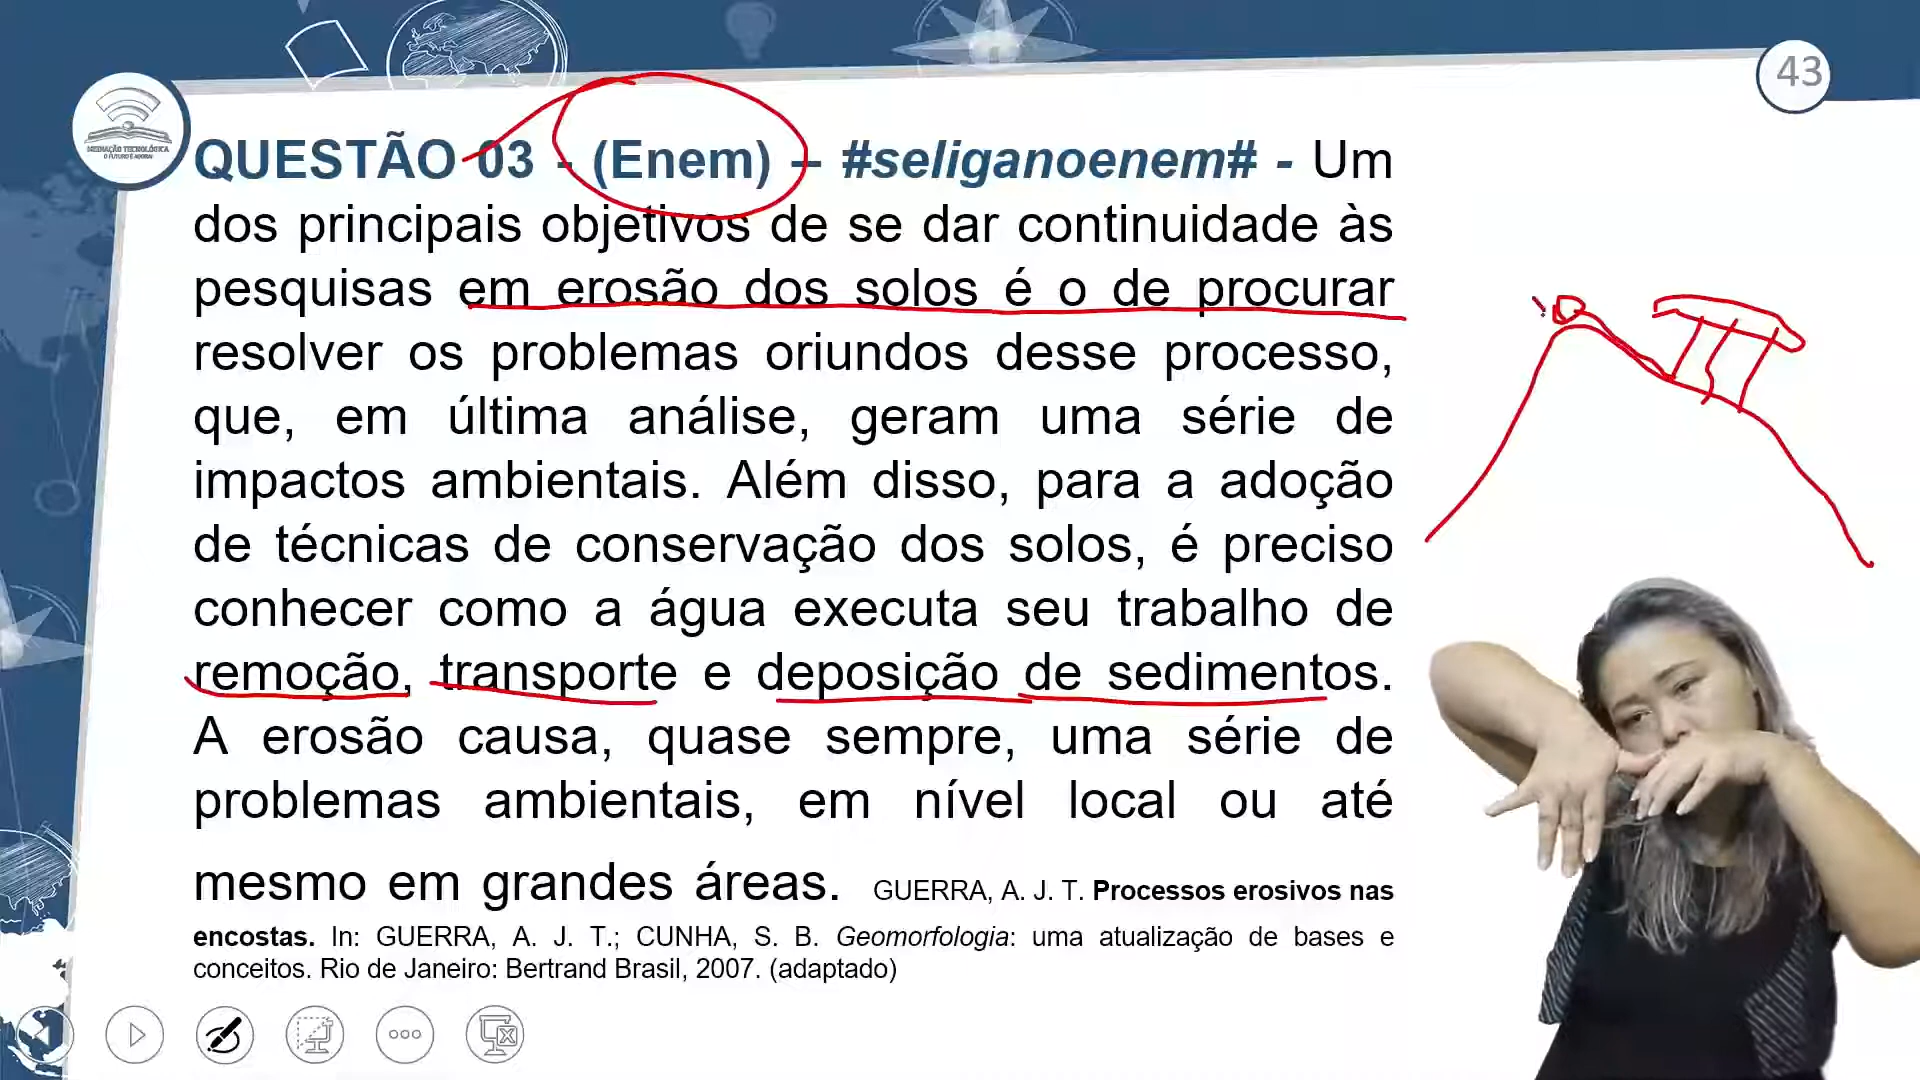 43
MEDIAÇÃO TECNOLÓGICA
O FUTURO É AGORA!
QUESTÃO 03 - (Enem) – #seliganoenem# - Um
dos principais objetivos de se dar continuidade às
pesquisas em erosão dos solos é o de procurar
resolver os problemas oriundos desse processo,
que, em última análise, geram uma série de
impactos ambientais. Além disso, para a adoção
de técnicas de conservação dos solos, é preciso
conhecer como a água executa seu trabalho de
remoção, transporte e deposição de sedimentos.
A erosão causa, quase sempre, uma série de
problemas ambientais, em nível local ou até
mesmo em grandes áreas. GUERRA, A. J. T. Processos erosivos nas
encostas. In: GUERRA, A. J. T.; CUNHA, S. B. Geomorfologia: uma atualização de bases e
conceitos. Rio de Janeiro: Bertrand Brasil, 2007. (adaptado)